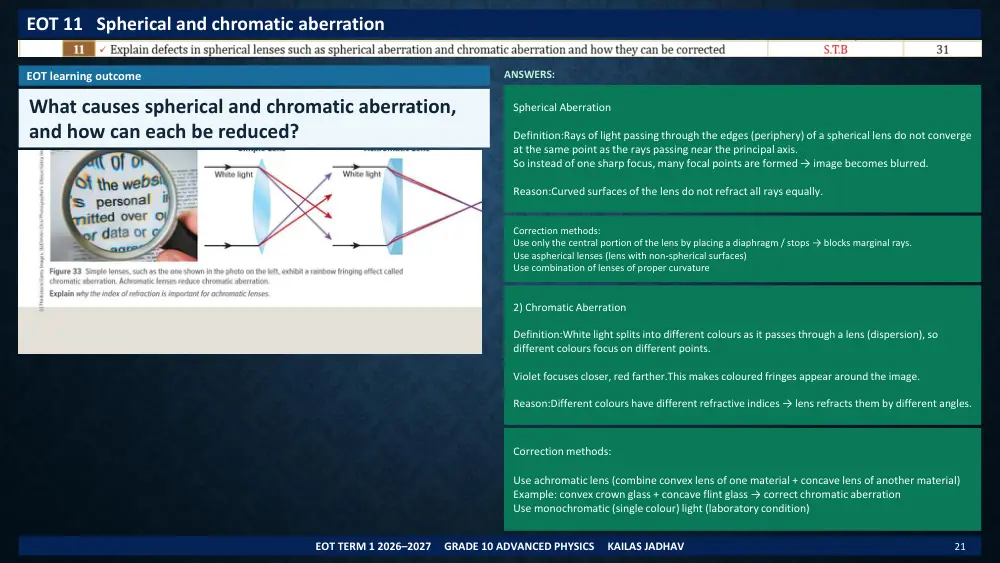 EOT 11 Spherical and chromatic aberration
11 ✓ Explain defects in spherical lenses such as spherical aberration and chromatic aberration and how they can be corrected S.T.B 31
EOT learning outcome
What causes spherical and chromatic aberration,
and how can each be reduced?
ut of of
of the websi
s personal
mitted over
or data or c
agree
White light
White light
Figure 33 Simple lenses, such as the one shown in the photo on the left, exhibit a rainbow fringing effect called
chromatic aberration. Achromatic lenses reduce chromatic aberration.
Explain why the index of refraction is important for achromatic lenses.
ANSWERS:
Spherical Aberration
Definition:Rays of light passing through the edges (periphery) of a spherical lens do not converge
at the same point as the rays passing near the principal axis.
So instead of one sharp focus, many focal points are formed → image becomes blurred.
Reason:Curved surfaces of the lens do not refract all rays equally.
Correction methods:
Use only the central portion of the lens by placing a diaphragm / stops → blocks marginal rays.
Use aspherical lenses (lens with non-spherical surfaces)
Use combination of lenses of proper curvature
2) Chromatic Aberration
Definition:White light splits into different colours as it passes through a lens (dispersion), so
different colours focus on different points.
Violet focuses closer, red farther.This makes coloured fringes appear around the image.
Reason:Different colours have different refractive indices → lens refracts them by different angles.
Correction methods:
Use achromatic lens (combine convex lens of one material + concave lens of another material)
Example: convex crown glass + concave flint glass → correct chromatic aberration
Use monochromatic (single colour) light (laboratory condition)
EOT TERM 1 2026–2027 GRADE 10 ADVANCED PHYSICS KAILAS JADHAV 21